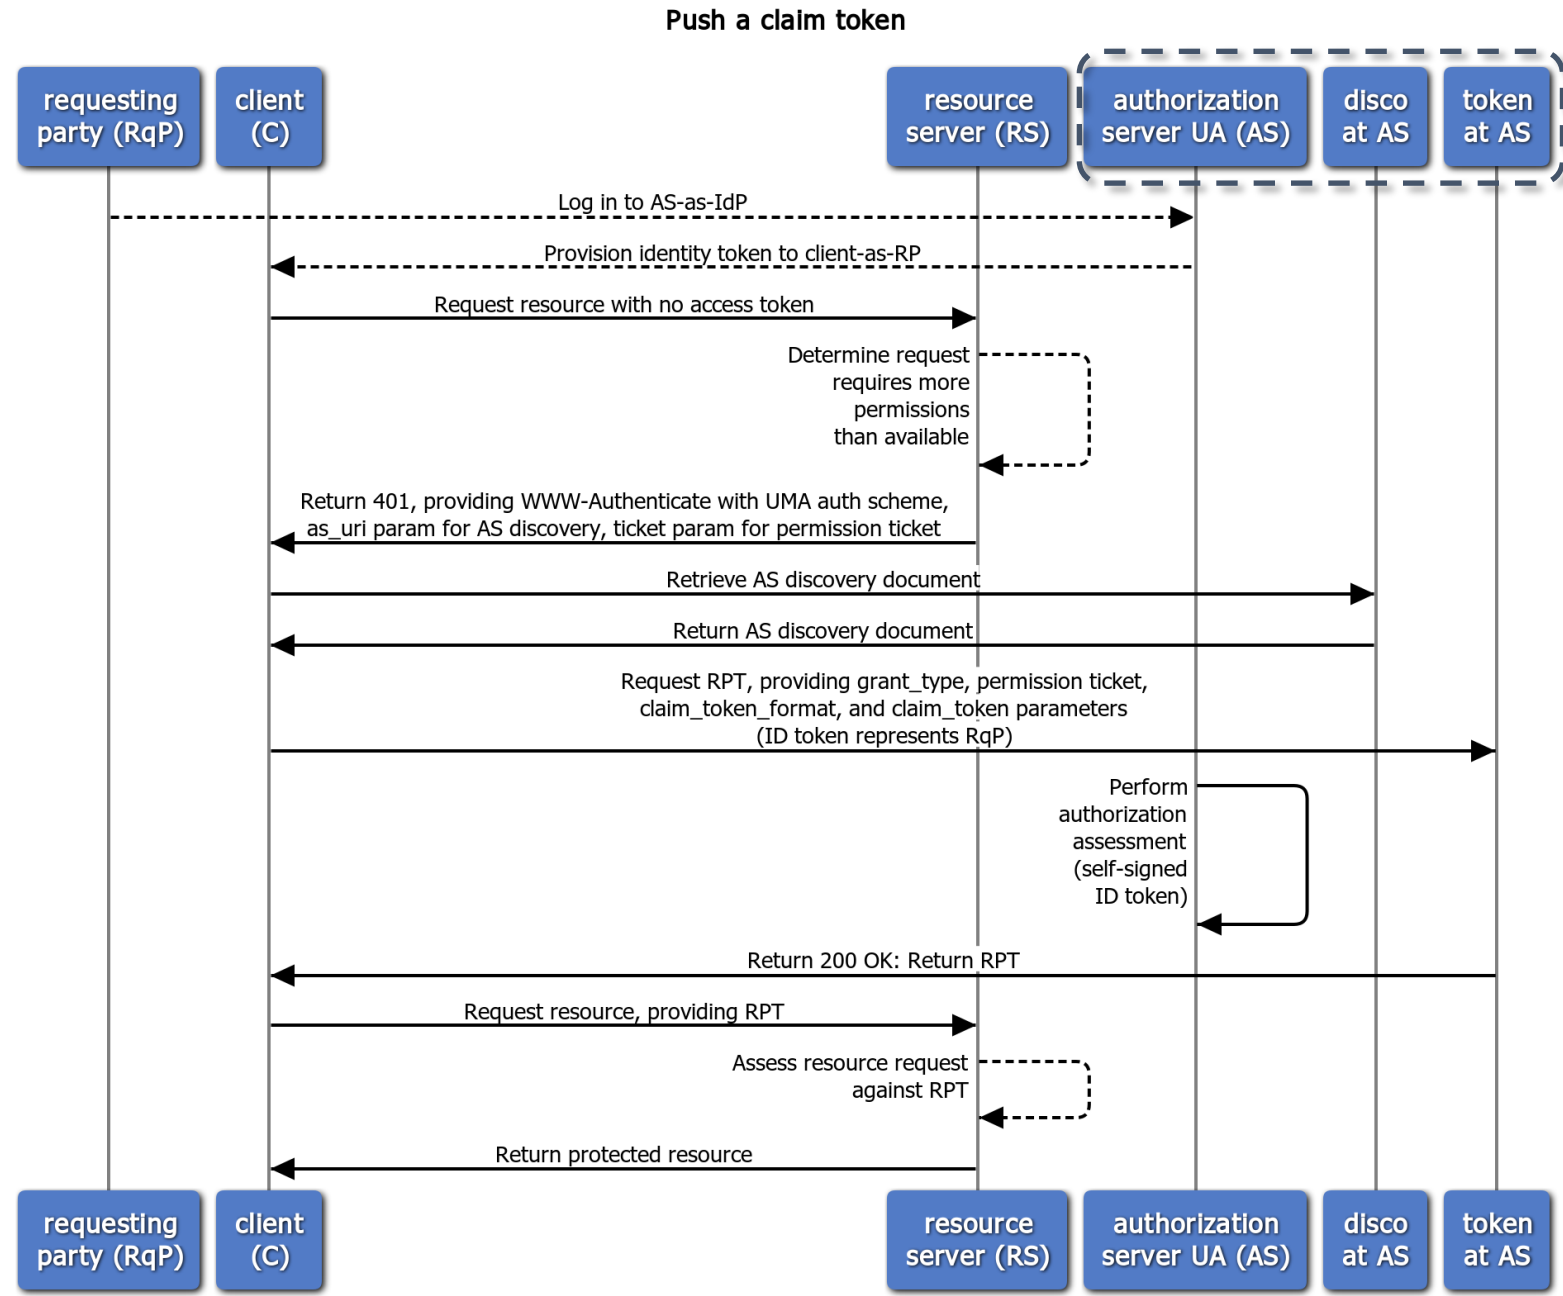 Push a claim token
requesting
party (RqP)
client
(C)
resource
server (RS)
authorization
server UA (AS)
disco
at AS
token
at AS
Log in to AS-as-IdP
Provision identity token to client-as-RP
Request resource with no access token
Determine request
requires more
permissions
than available
Return 401, providing WWW-Authenticate with UMA auth scheme,
as_uri param for AS discovery, ticket param for permission ticket
Retrieve AS discovery document
Return AS discovery document
Request RPT, providing grant_type, permission ticket,
claim_token_format, and claim_token parameters
(ID token represents RqP)
Perform
authorization
assessment
(self-signed
ID token)
Return 200 OK: Return RPT
Request resource, providing RPT
Assess resource request
against RPT
Return protected resource
requesting
party (RqP)
client
(C)
resource
server (RS)
authorization
server UA (AS)
disco
at AS
token
at AS